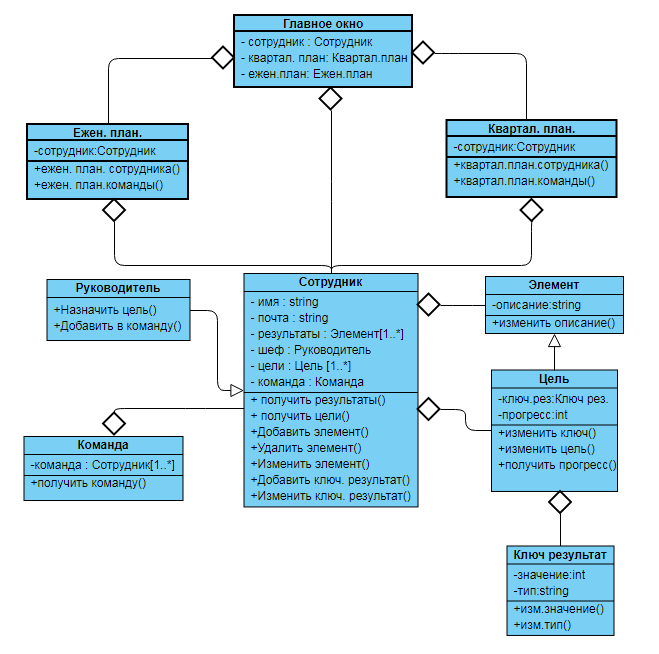 Главное окно
- сотрудник : Сотрудник
- квартал. план: Квартал.план
- ежен.план: Ежен.план
Ежен. план.
-сотрудник:Сотрудник
+ежен. план. сотрудника()
+ежен. план.команды()
Квартал. план.
-сотрудник:Сотрудник
+квартал.план.сотрудника()
+квартал.план.команды()
Руководитель
+Назначить цель()
+Добавить в команду()
Сотрудник
- имя : string
- почта : string
- результаты : Элемент[1..*]
- шеф : Руководитель
- цели : Цель [1..*]
- команда : Команда
+ получить результаты()
+ получить цели()
+Добавить элемент()
+Удалить элемент()
+Изменить элемент()
+Добавить ключ. результат()
+Изменить ключ. результат()
Элемент
-описание:string
+изменить описание()
Цель
-ключ.рез:Ключ рез.
-прогресс:int
+изменить ключ()
+изменить цель()
+получить прогресс()
Команда
-команда : Сотрудник[1..*]
+получить команду()
Ключ результат
-значение:int
-тип:string
+изм.значение()
+изм.тип()